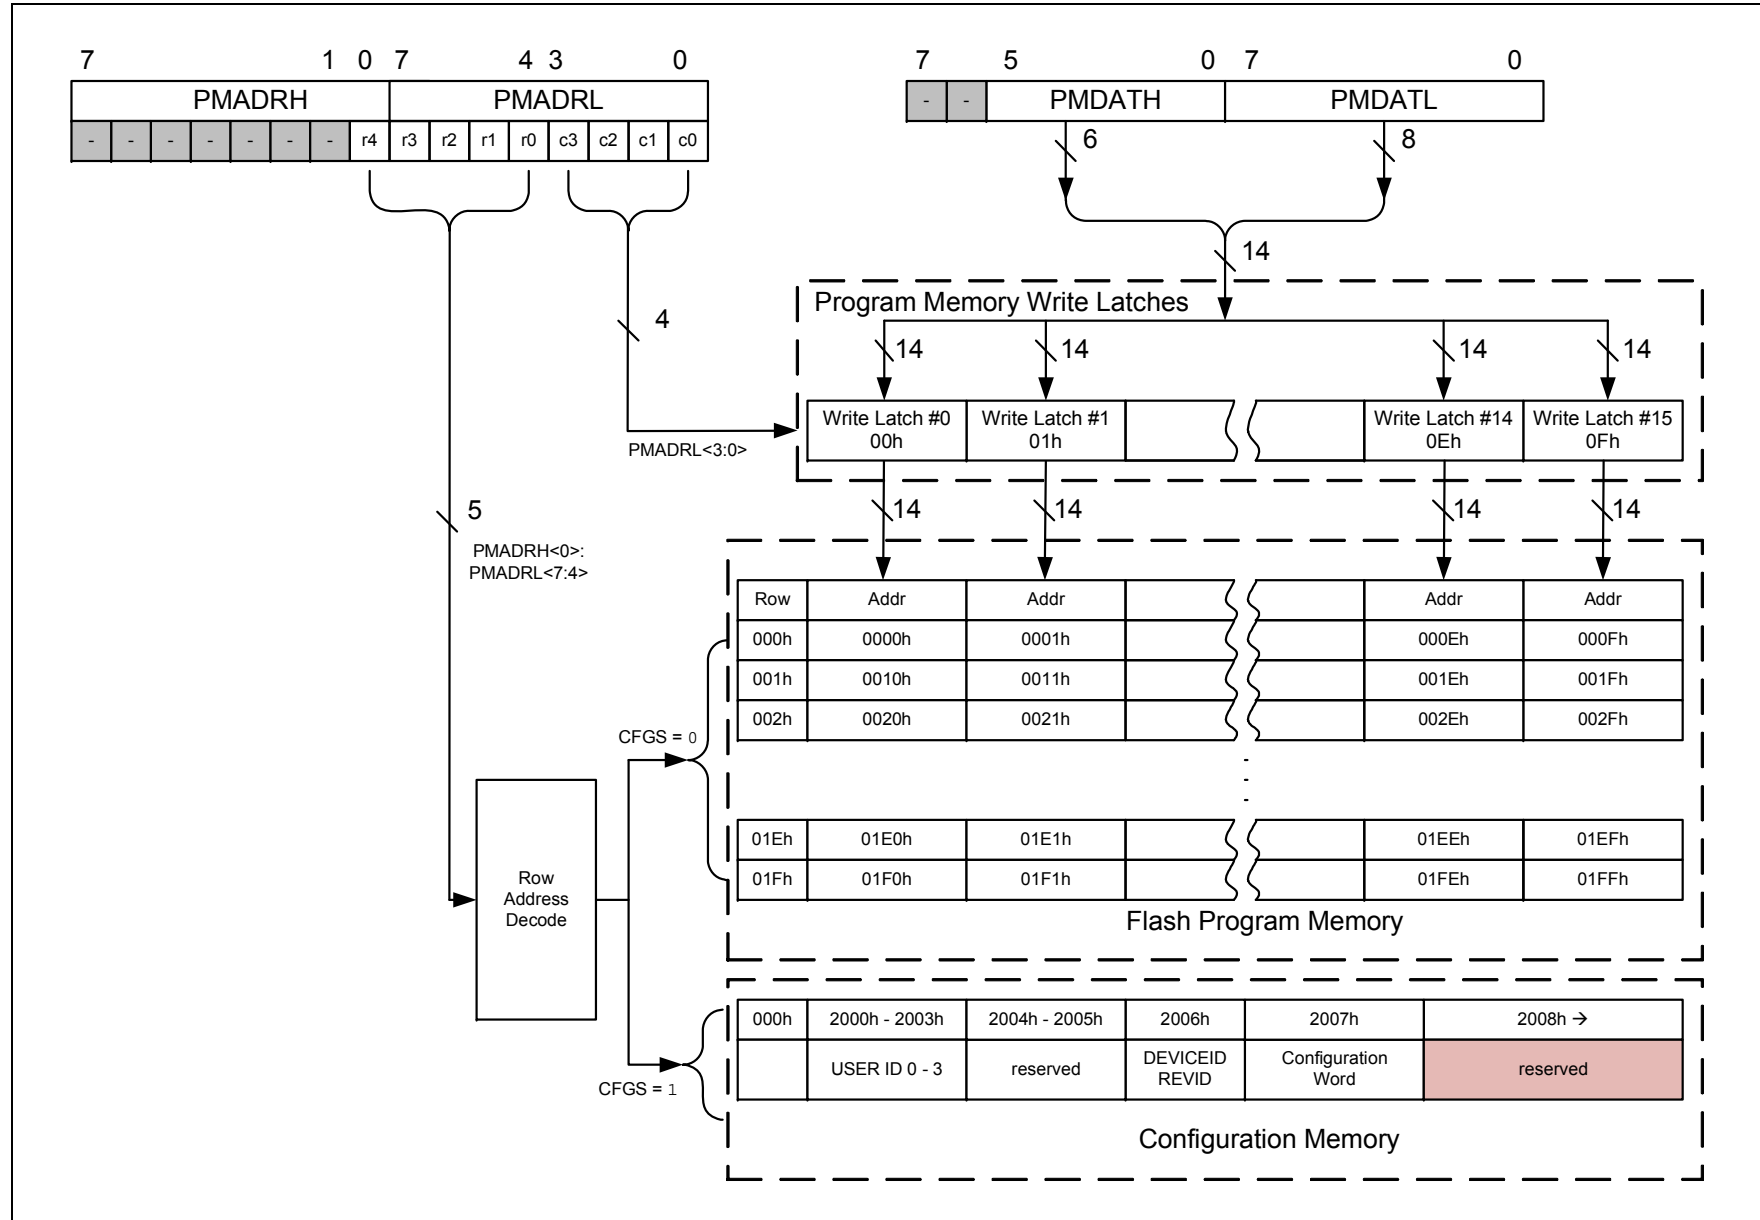 7 1 0 7 4 3 0
PMADRH PMADRL
- - - - - - - r4 r3 r2 r1 r0 c3 c2 c1 c0
7 5 0 7 0
- - PMDATH PMDATL
6 8
14
4
PMADRL<3:0>
5
PMADRH<0>:
PMADRL<7:4>
Program Memory Write Latches
14 14 14 14
Write Latch #0 Write Latch #1 Write Latch #14 Write Latch #15
00h 01h 0Eh 0Fh
14 14 14 14
Row Addr Addr Addr Addr
000h 0000h 0001h 000Eh 000Fh
001h 0010h 0011h 001Eh 001Fh
002h 0020h 0021h 002Eh 002Fh
CFGS = 0
- - -
01Eh 01E0h 01E1h 01EEh 01EFh
01Fh 01F0h 01F1h 01FEh 01FFh
Flash Program Memory
Row
Address
Decode
CFGS = 1
000h 2000h - 2003h 2004h - 2005h 2006h 2007h 2008h →
USER ID 0 - 3 reserved DEVICEID Configuration reserved
REVID Word
Configuration Memory